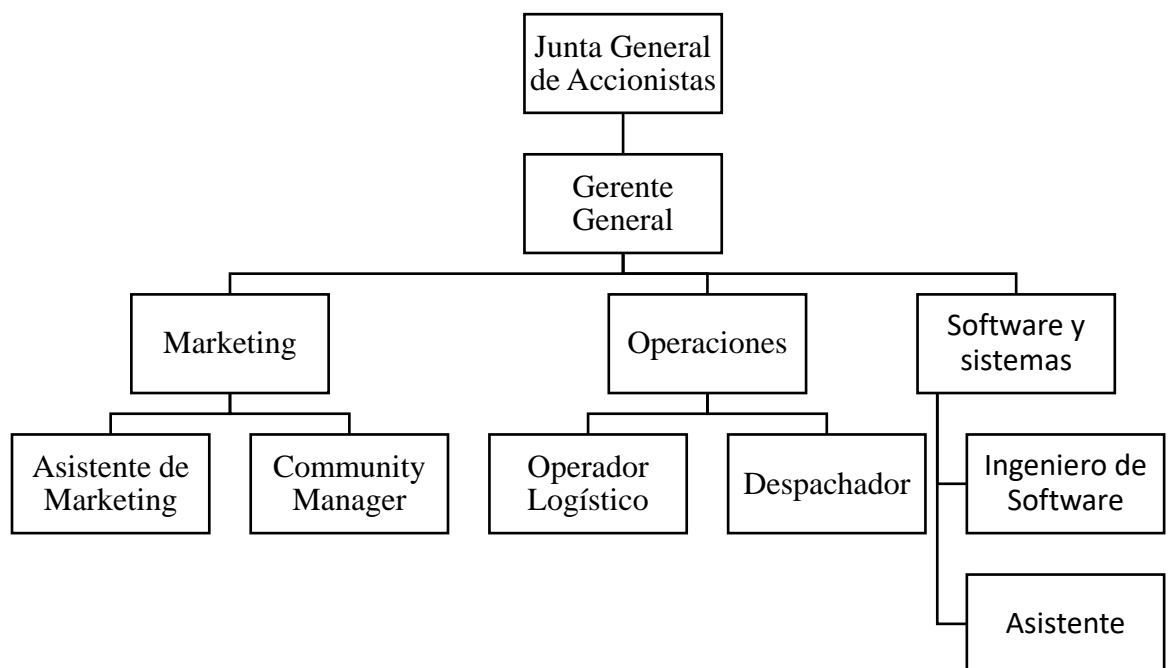 Junta General
de Accionistas
Gerente
General
Marketing
Operaciones
Software y
sistemas
Asistente de
Marketing
Community
Manager
Operador
Logístico
Despachador
Ingeniero de
Software
Asistente